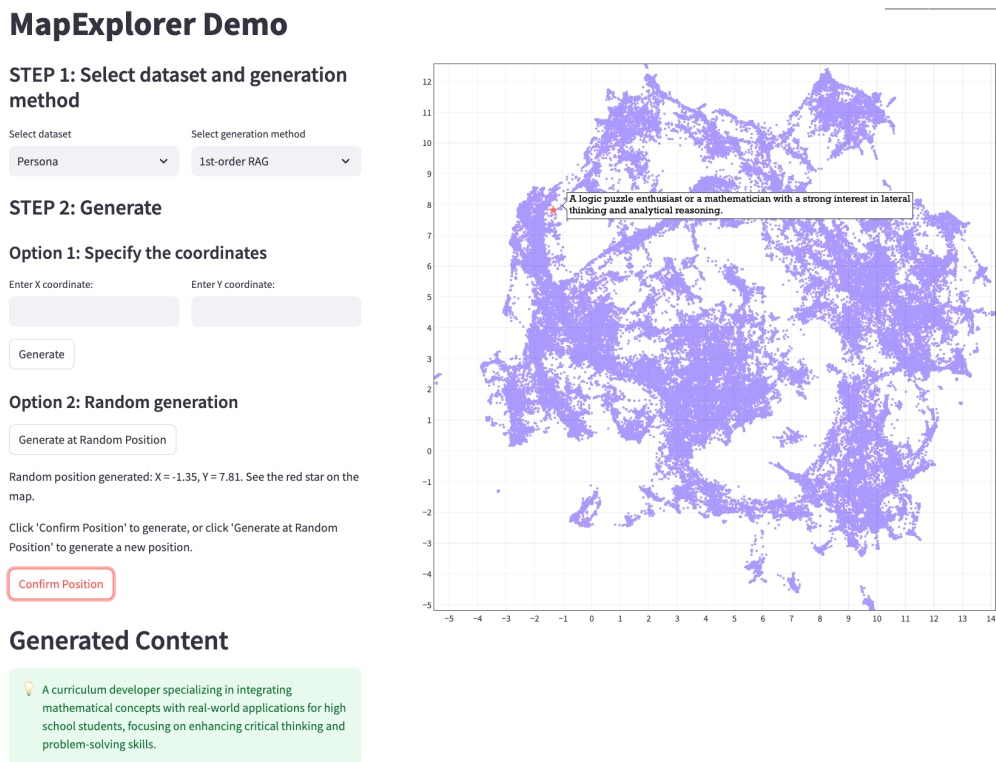 MapExplorer Demo
STEP 1: Select dataset and generation
method
Select dataset
Select generation method
Persona
1st-order RAG
STEP 2: Generate
Option 1: Specify the coordinates
Enter X coordinate:
Enter Y coordinate:
Generate
Option 2: Random generation
Generate at Random Position
Random position generated: X = -1.35, Y = 7.81. See the red star on the
map.
Click 'Confirm Position' to generate, or click 'Generate at Random
Position' to generate a new position.
Confirm Position
Generated Content
A curriculum developer specializing in integrating
mathematical concepts with real-world applications for high
school students, focusing on enhancing critical thinking and
problem-solving skills.
12
11
10
9
8
7
6
5
4
3
2
1
0
−1
−2
−3
−4
−5
A logic puzzle enthusiast or a mathematician with a strong interest in lateral
thinking and analytical reasoning.
−5 −4 −3 −2 −1 0 1 2 3 4 5 6 7 8 9 10 11 12 13 14